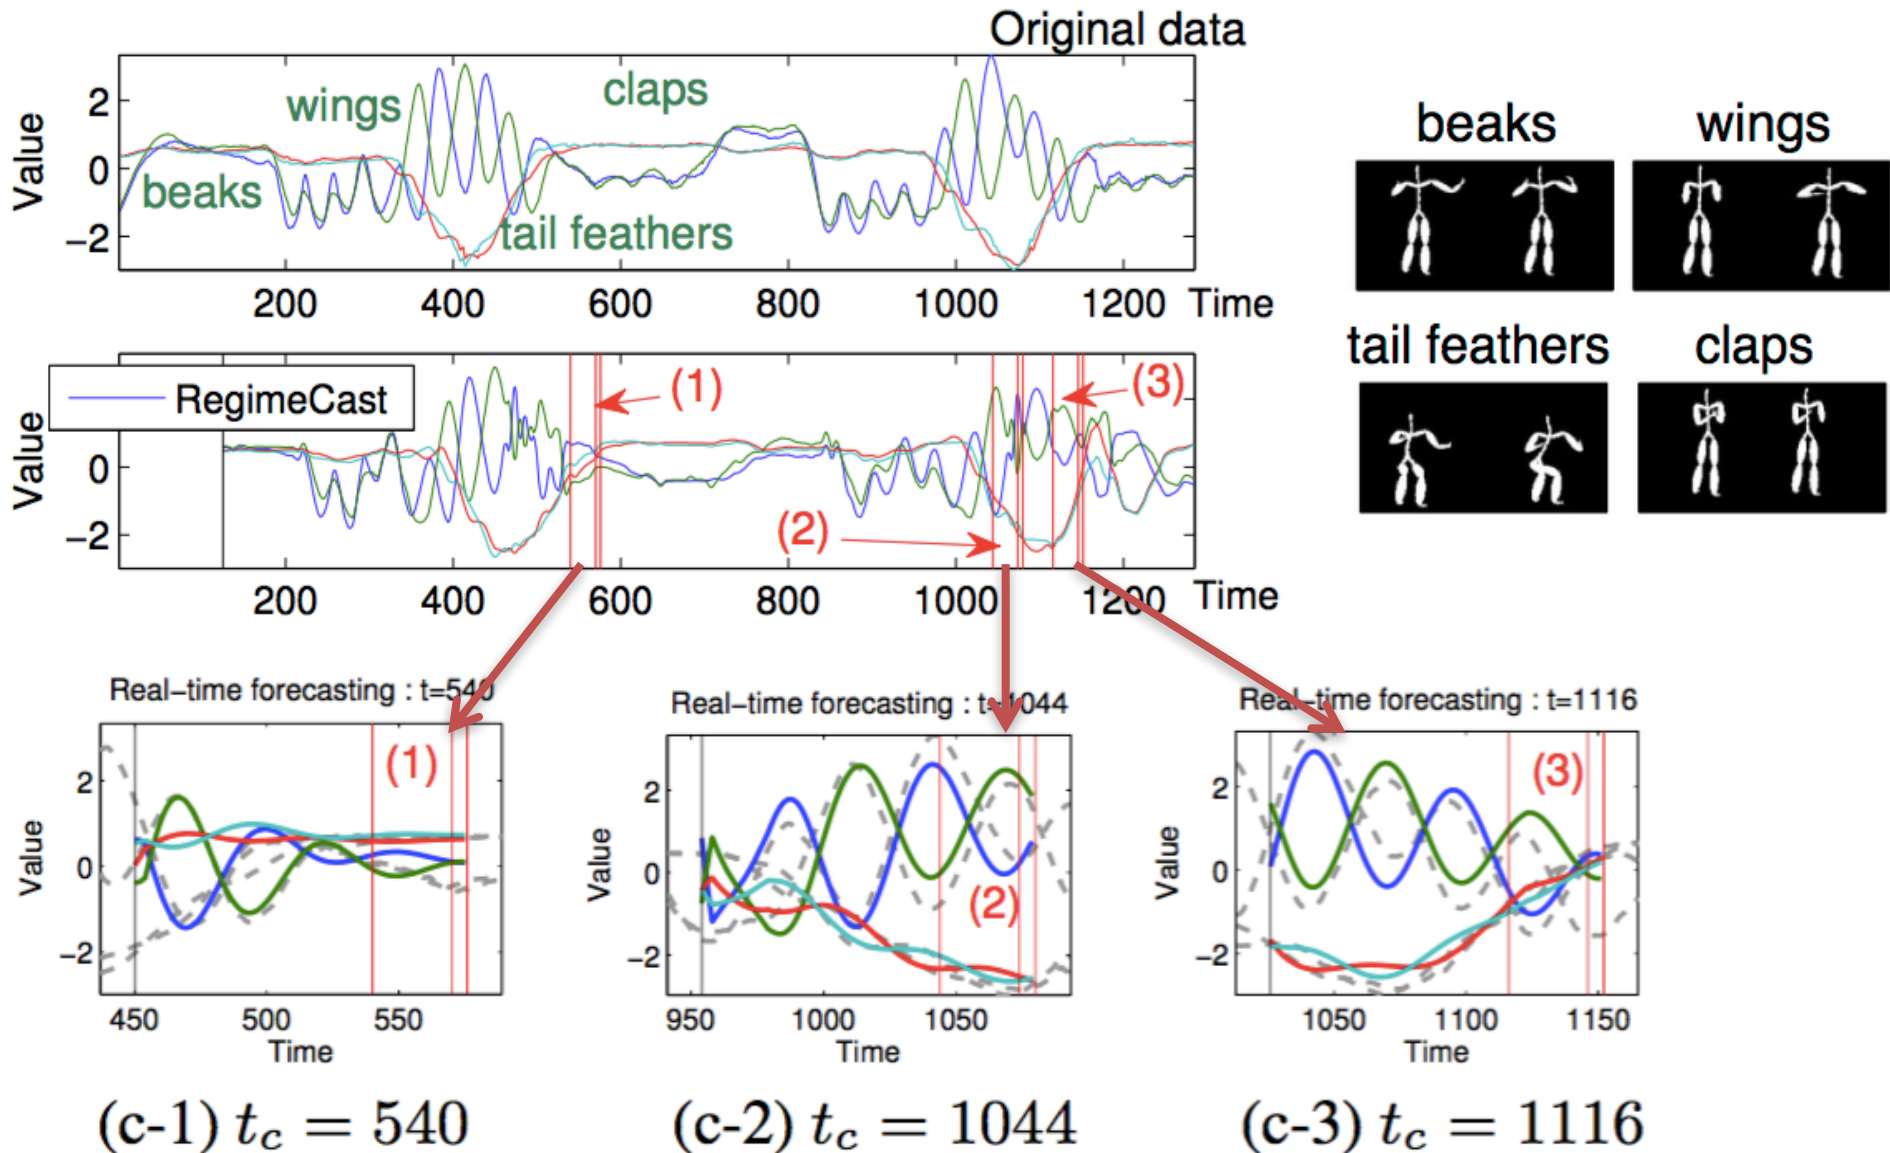 Original data
Value
2
0
−2
wings
claps
beaks
tail feathers
200 400 600 800 1000 1200 Time
beaks wings
tail feathers claps
RegimeCast
Value
0
−2
(1)
(2)
(3)
200 400 600 800 1000 1200 Time
Real−time forecasting : t=540
Value
2
0
−2
(1)
450 500 550
Time
(c-1) tc = 540
Real−time forecasting : t=1044
Value
2
0
−2
(2)
950 1000 1050
Time
(c-2) tc = 1044
Real−time forecasting : t=1116
Value
2
0
−2
(3)
1050 1100 1150
Time
(c-3) tc = 1116